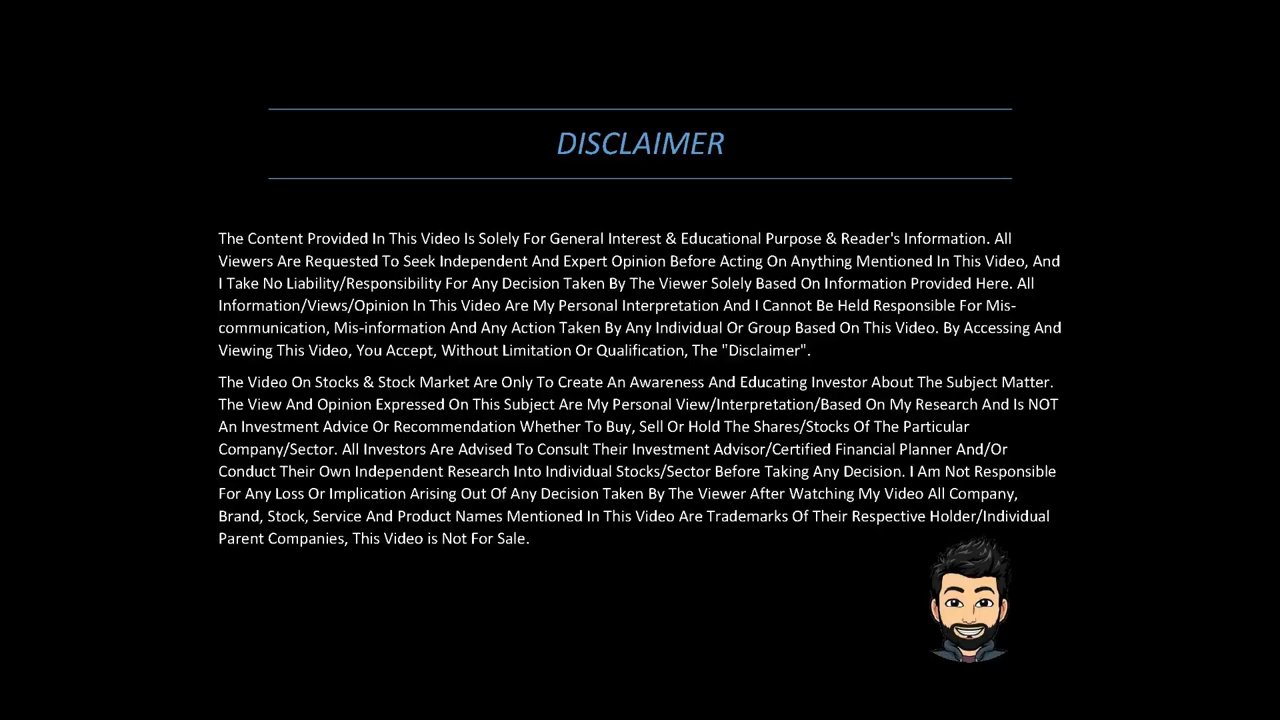 DISCLAIMER
The Content Provided In This Video Is Solely For General Interest & Educational Purpose & Reader's Information. All
Viewers Are Requested To Seek Independent And Expert Opinion Before Acting On Anything Mentioned In This Video, And
I Take No Liability/Responsibility For Any Decision Taken By The Viewer Solely Based On Information Provided Here. All
Information/Views/Opinion In This Video Are My Personal Interpretation And I Cannot Be Held Responsible For Mis-
communication, Mis-information And Any Action Taken By Any Individual Or Group Based On This Video. By Accessing And
Viewing This Video, You Accept, Without Limitation Or Qualification, The "Disclaimer".
The Video On Stocks & Stock Market Are Only To Create An Awareness And Educating Investor About The Subject Matter.
The View And Opinion Expressed On This Subject Are My Personal View/Interpretation/Based On My Research And Is NOT
An Investment Advice Or Recommendation Whether To Buy, Sell Or Hold The Shares/Stocks Of The Particular
Company/Sector. All Investors Are Advised To Consult Their Investment Advisor/Certified Financial Planner And/Or
Conduct Their Own Independent Research Into Individual Stocks/Sector Before Taking Any Decision. I Am Not Responsible
For Any Loss Or Implication Arising Out Of Any Decision Taken By The Viewer After Watching My Video All Company,
Brand, Stock, Service And Product Names Mentioned In This Video Are Trademarks Of Their Respective Holder/Individual
Parent Companies, This Video is Not For Sale.